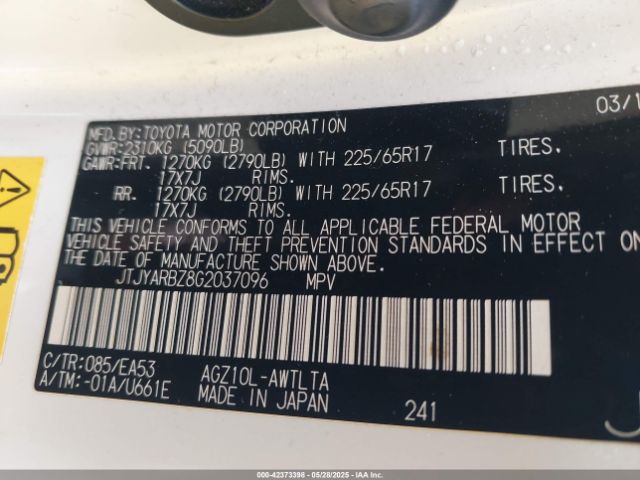 03/1
MFD.BY:TOYOTA MOTOR CORPORATION
GVWR:2310KG (5090LB)
GAWR:FRT. 1270KG (2790LB) WITH 225/65R17 TIRES.
17X7J RIMS.
RR. 1270KG (2790LB) WITH 225/65R17 TIRES.
17X7J RIMS.
THIS VEHICLE CONFORMS TO ALL APPLICABLE FEDERAL MOTOR
VEHICLE SAFETY AND THEFT PREVENTION STANDARDS IN EFFECT ON
THE DATE OF MANUFACTURE SHOWN ABOVE.
JTJYARBZ8G2037096 MPV
C/TR:085/EA53 AGZ10L-AWTLTA
A/TM:-01A/U661E MADE IN JAPAN 241
000-42373398 - 05/28/2025 - IAAI.COM